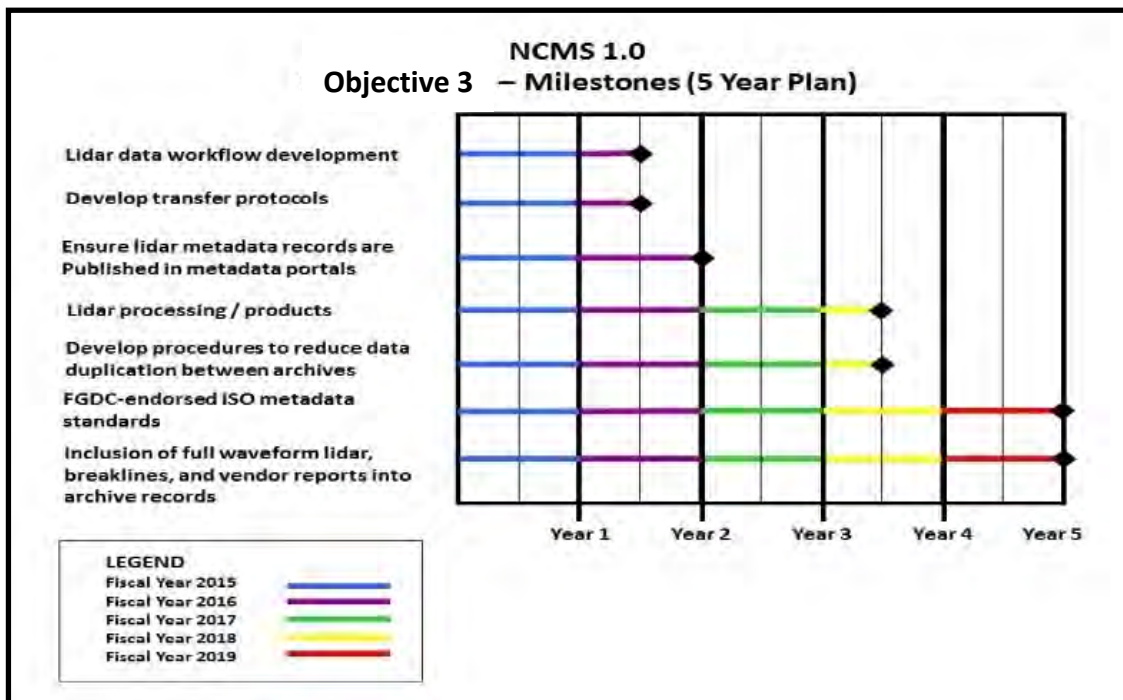 NCMS 1.0
Objective 3 – Milestones (5 Year Plan)
Lidar data workflow development
Develop transfer protocols
Ensure lidar metadata records are
Published in metadata portals
Lidar processing / products
Develop procedures to reduce data
duplication between archives
FGDC-endorsed ISO metadata
standards
Inclusion of full waveform lidar,
breaklines, and vendor reports into
archive records
Year 1 Year 2 Year 3 Year 4 Year 5
LEGEND
Fiscal Year 2015
Fiscal Year 2016
Fiscal Year 2017
Fiscal Year 2018
Fiscal Year 2019